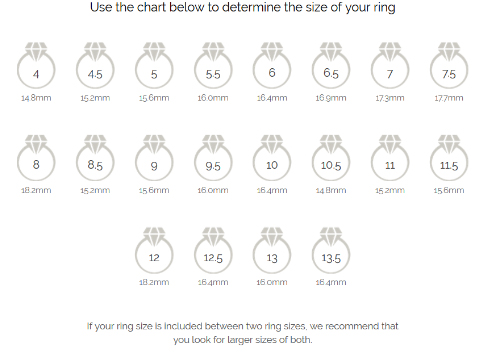 Use the chart below to determine the size of your ring
4 4.5 5 5.5 6 6.5 7 7.5
14.8mm 15.2mm 15.6mm 16.0mm 16.4mm 16.9mm 17.3mm 17.7mm
8 8.5 9 9.5 10 10.5 11 11.5
18.2mm 15.2mm 15.6mm 16.0mm 16.4mm 14.8mm 15.2mm 15.6mm
12 12.5 13 13.5
18.2mm 16.4mm 16.0mm 16.4mm
If your ring size is included between two ring sizes, we recommend that
you look for larger sizes of both.